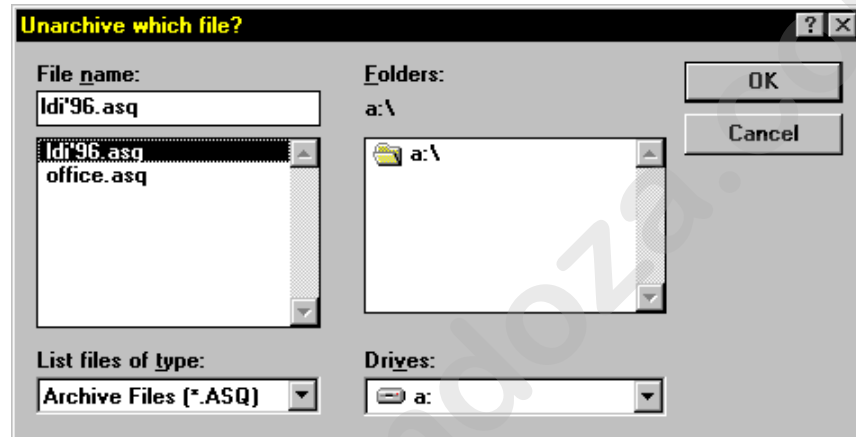 Unarchive which file?
File name:
ldi'96.asq
ldi'96.asq
office.asq
List files of type:
Archive Files (*.ASQ)
Folders:
a:\
a:\
Drives:
a:
OK
Cancel